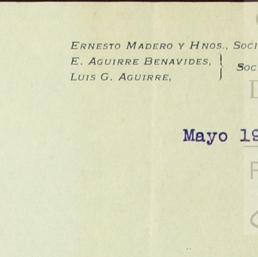 ERNESTO MADERO Y HNOS., SOCI
E. AGUIRRE BENAVIDES, } SOC
LUIS G. AGUIRRE,
Mayo 19